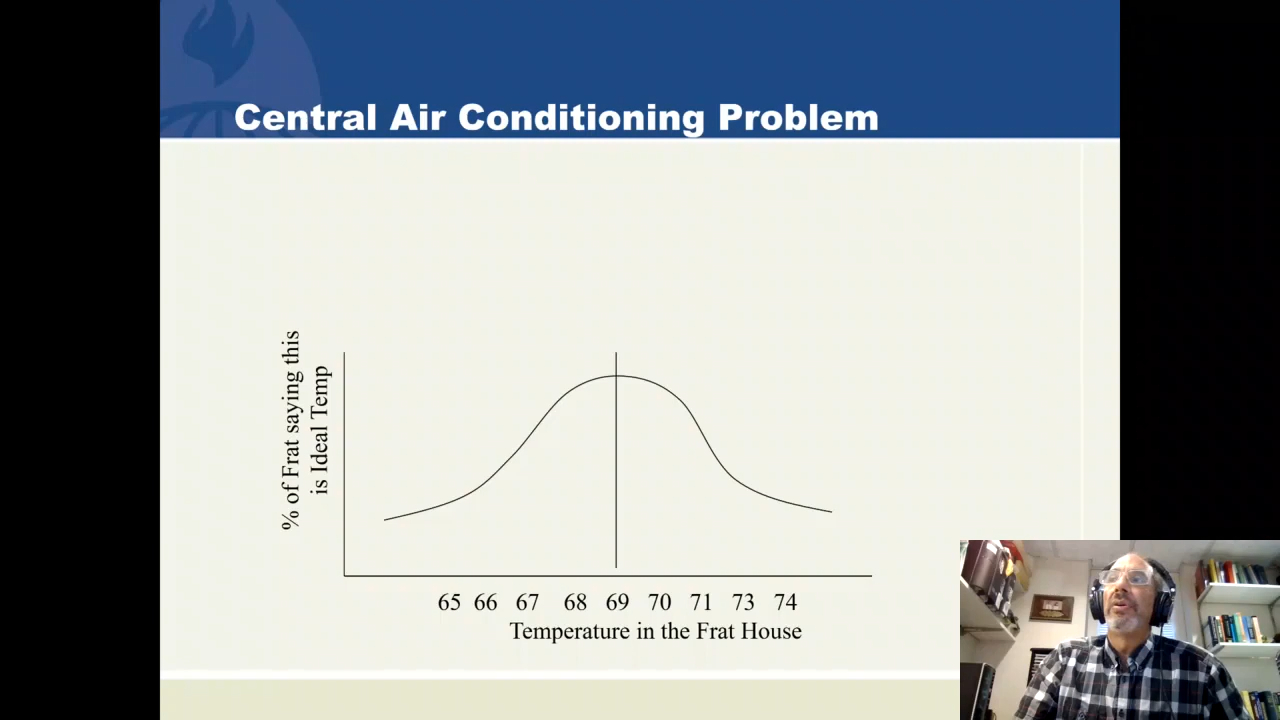 Central Air Conditioning Problem
% of Frat saying this
is Ideal Temp
65 66 67 68 69 70 71 73 74
Temperature in the Frat House